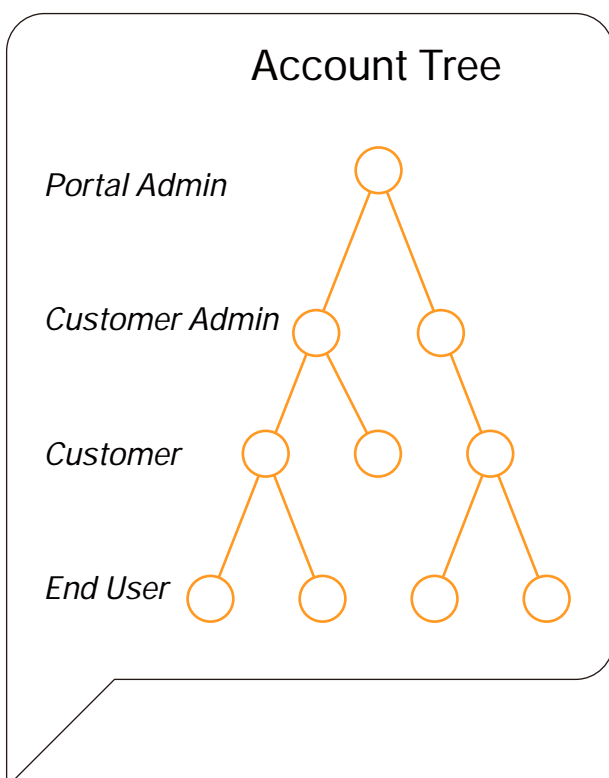 Account Tree
Portal Admin
Customer Admin
Customer
End User